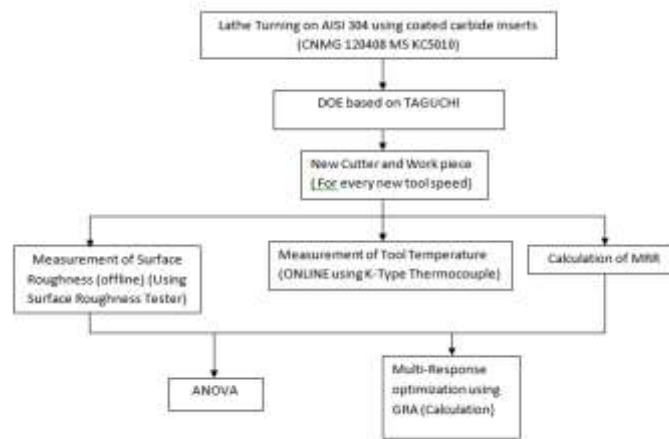 Lathe Turning on AISI 304 using coated carbide inserts
(CNMG 120408 MS KC5010)
DOE based on TAGUCHI
New Cutter and Work piece
( For every new tool speed)
Measurement of Surface
Roughness (offline) (Using
Surface Roughness Tester)
Measurement of Tool Temperature
(ONLINE using K-Type Thermocouple)
Calculation of MRR
ANOVA
Multi-Response
optimization using
GRA (Calculation)